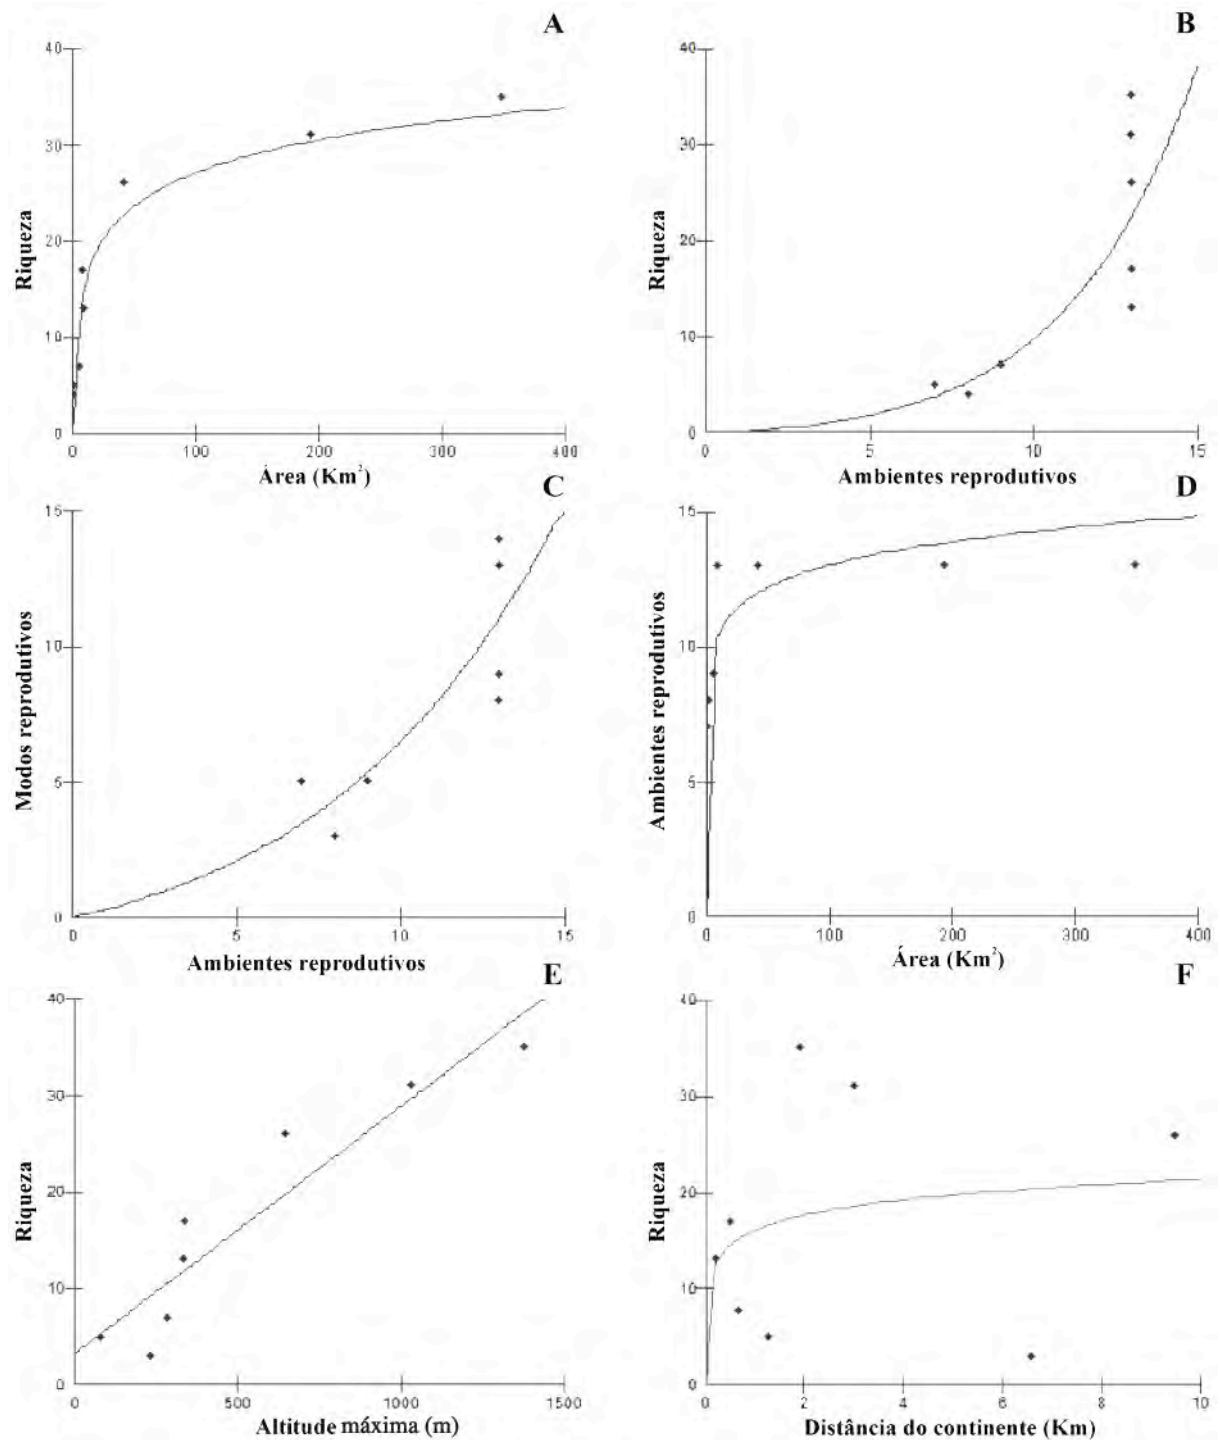 A
40
30
20
10
0
Riqueza
0 100 200 300 400
Área (Km²)
B
40
30
20
10
0
Riqueza
0 5 10 15
Ambientes reprodutivos
C
15
10
5
0
Modos reprodutivos
0 5 10 15
Ambientes reprodutivos
D
15
10
5
0
Ambientes reprodutivos
0 100 200 300 400
Área (Km²)
E
40
30
20
10
0
Riqueza
0 500 1000 1500
Altitude máxima (m)
F
40
30
20
10
0
Riqueza
0 2 4 6 8 10
Distância do continente (Km)